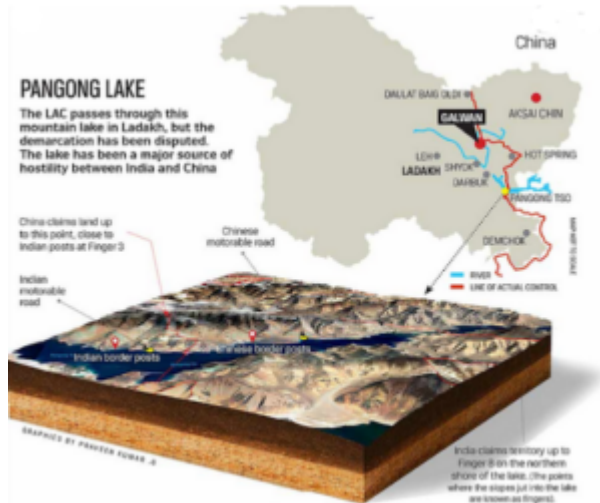 China
PANGONG LAKE
The LAC passes through this
mountain lake in Ladakh, but the
demarcation has been disputed.
The lake has been a major source of
hostility between India and China
DAULAT BAIG OLDI
AKSAI CHIN
GALWAN
LEH
HOT SPRING
LADAKH
SHYOK
DARBUK
PANGONG TSO
DEMCHOK
MAP NOT TO SCALE
RIVER
LINE OF ACTUAL CONTROL
China claims land up
to this point, close to
Indian posts at Finger 3
Chinese
motorable road
Indian
motorable
road
Indian border posts
Chinese border posts
GRAPHICS BY PRAVEEN KUMAR .G
India claims territory up to
Finger 8 on the northern
shore of the lake. (The points
where the slopes jut into the lake
are known as fingers).